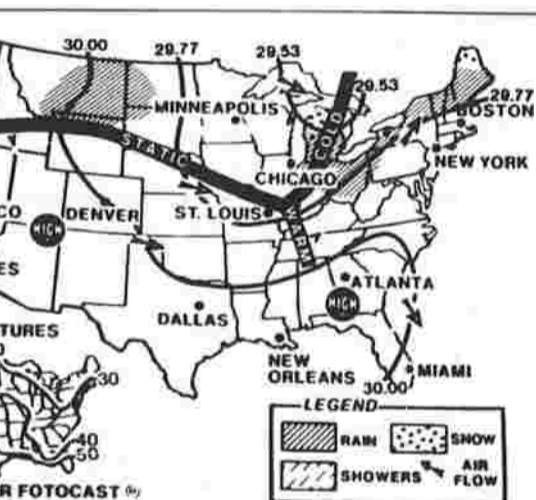 30.00
29.77
29.53
29.53
29.77
MINNEAPOLIS
BOSTON
STATIC
COLD
NEW YORK
CHICAGO
CO
HIGH
DENVER
ST. LOUIS
WARM
ES
ATLANTA
HIGH
DALLAS
TURES
NEW
ORLEANS
MIAMI
30.00
30
40
50
LEGEND
RAIN
SNOW
SHOWERS
AIR
FLOW
R FOTOCAST